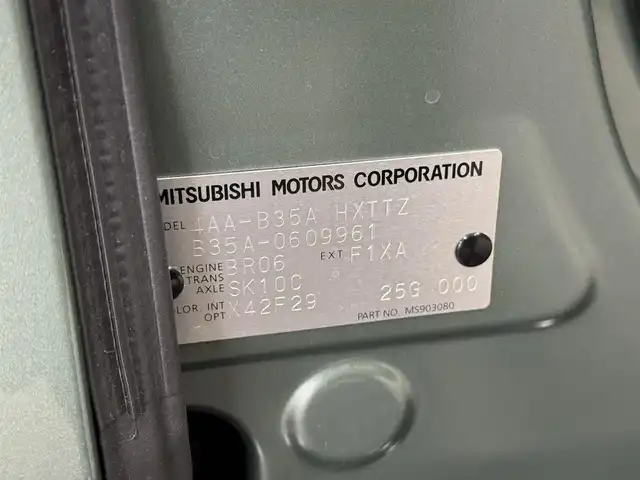 MITSUBISHI MOTORS CORPORATION
DEL 4AA-B35A HXTTZ
B35A-0609961
ENGINE BR06 EXT F1XA
TRANS
AXLE SK10C
LOR, INT X42F29 25G 000
OPT
PART NO. MS903080